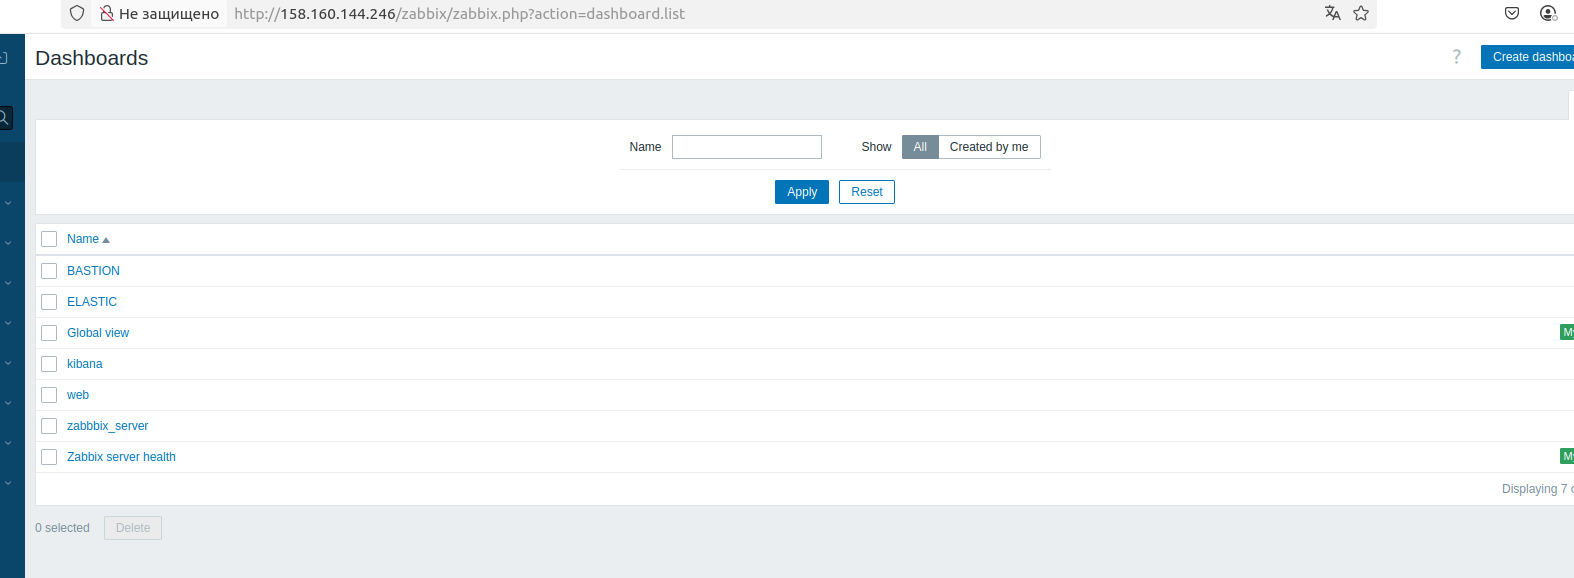 Не защищено http://158.160.144.246/zabbix/zabbix.php?action=dashboard.list
Dashboards ? Create
Name Show All Created by me
Apply Reset
Name
BASTION
ELASTIC
Global view
kibana
web
zabbbix_server
Zabbix server health
Displaying 7
0 selected Delete